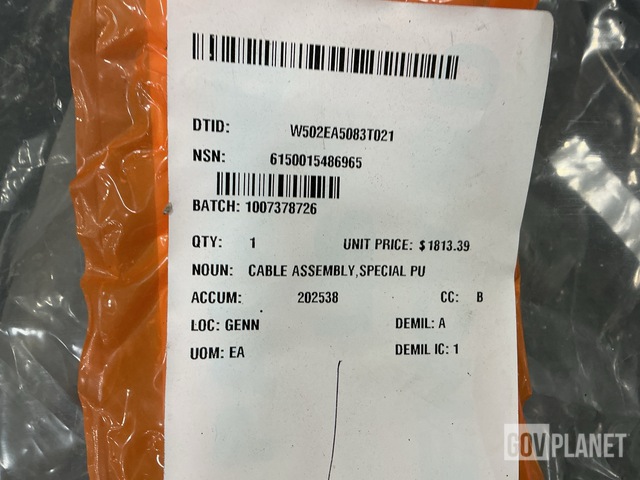 DTID: W502EA5083T021
NSN: 6150015486965
BATCH: 1007378726
QTY: 1 UNIT PRICE: $1813.39
NOUN: CABLE ASSEMBLY,SPECIAL PU
ACCUM: 202538 CC: B
LOC: GENN DEMIL: A
UOM: EA DEMIL IC: 1
GOVPLANET